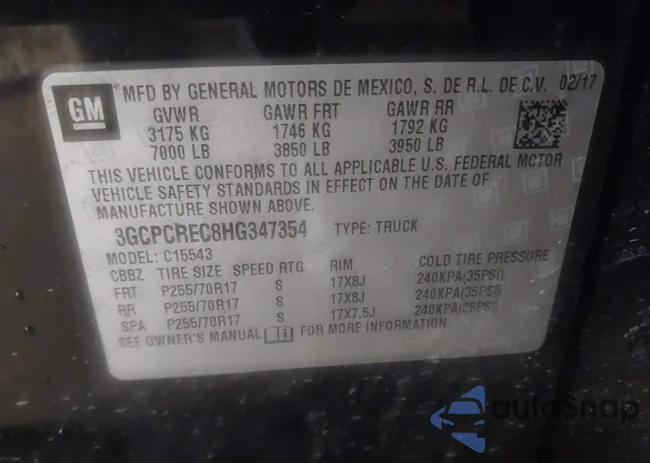 GM
MFD BY GENERAL MOTORS DE MEXICO, S. DE R.L. DE C.V. 02/17
GVWR GAWR FRT GAWR RR
3175 KG 1746 KG 1792 KG
7000 LB 3850 LB 3950 LB
THIS VEHICLE CONFORMS TO ALL APPLICABLE U.S. FEDERAL MOTOR
VEHICLE SAFETY STANDARDS IN EFFECT ON THE DATE OF
MANUFACTURE SHOWN ABOVE.
3GCPCREC8HG347354 TYPE: TRUCK
MODEL: C15543
CBBZ TIRE SIZE SPEED RTG RIM COLD TIRE PRESSURE
FRT P255/70R17 S 17X8J 240KPA(35PSI)
RR P255/70R17 S 17X8J 240KPA(35PSI)
SPA P255/70R17 S 17X7.5J 240KPA(35PSI)
SEE OWNER'S MANUAL FOR MORE INFORMATION.
autoSnap